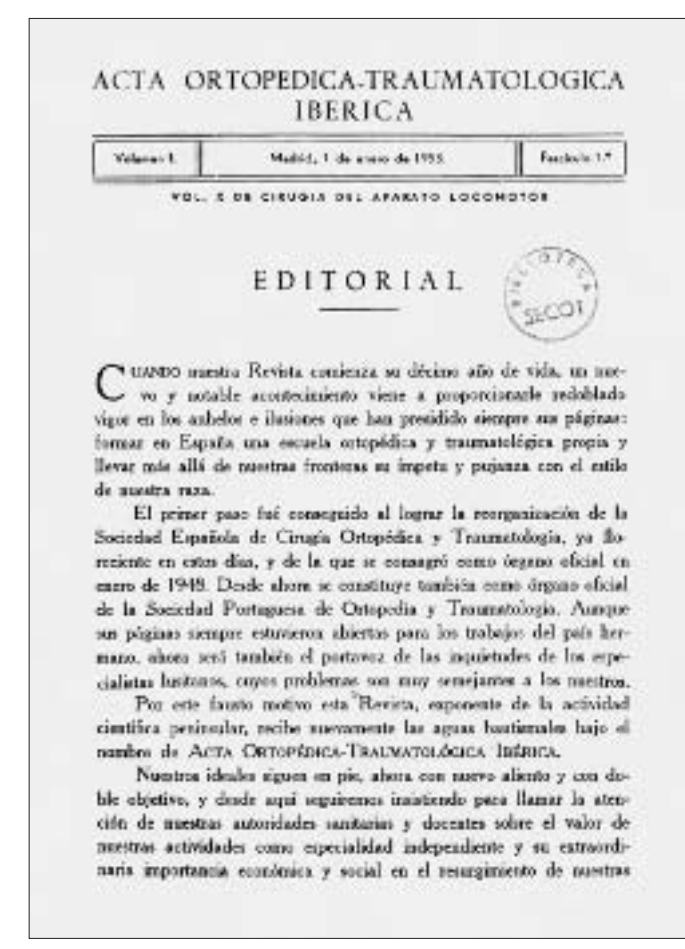 ACTA ORTOPEDICA-TRAUMATOLOGICA
IBERICA
Volumen I.
Madrid, 1 de enero de 1953.
Fascículo 1.º
VOL. X DE CIRUGIA DEL APARATO LOCOMOTOR
EDITORIAL
BIBLIOTECA
SECOT
CUANDO nuestra Revista comienza su décimo año de vida, un nue-
vo y notable acontecimiento viene a proporcionarle redoblado
vigor en los anhelos e ilusiones que han presidido siempre sus páginas:
formar en España una escuela ortopédica y traumatológica propia y
llevar más allá de nuestras fronteras su ímpetu y pujanza con el estilo
de nuestra raza.
El primer paso fué conseguido al lograr la reorganización de la
Sociedad Española de Cirugía Ortopédica y Traumatología, ya flo-
reciente en estos días, y de la que se consagró como órgano oficial en
enero de 1948. Desde ahora se constituye también como órgano oficial
de la Sociedad Portuguesa de Ortopedia y Traumatología. Aunque
sus páginas siempre estuvieron abiertas para los trabajos del país her-
mano, ahora será también el portavoz de las inquietudes de los espe-
cialistas lusitanos, cuyos problemas son muy semejantes a los nuestros.
Por este fausto motivo esta Revista, exponente de la actividad
científica peninsular, recibe nuevamente las aguas bautismales bajo el
nombre de ACTA ORTOPÉDICA-TRAUMATOLÓGICA IBÉRICA.
Nuestros ideales siguen en pie, ahora con nuevo aliento y con do-
ble objetivo, y desde aquí seguiremos insistiendo para llamar la aten-
ción de nuestras autoridades sanitarias y docentes sobre el valor de
nuestras actividades como especialidad independiente y su extraordi-
naria importancia económica y social en el resurgimiento de nuestras